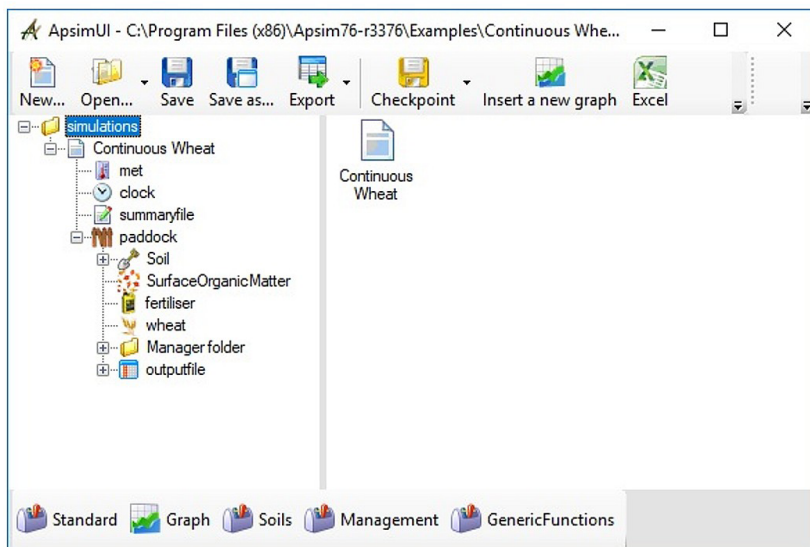 ApsimUI - C:\Program Files (x86)\Apsim76-r3376\Examples\Continuous Whe...
New... Open... Save Save as... Export Checkpoint Insert a new graph Excel
simulations
Continuous Wheat
met
clock
summaryfile
paddock
Soil
SurfaceOrganicMatter
fertiliser
wheat
Manager folder
outputfile
Continuous
Wheat
Standard Graph Soils Management GenericFunctions